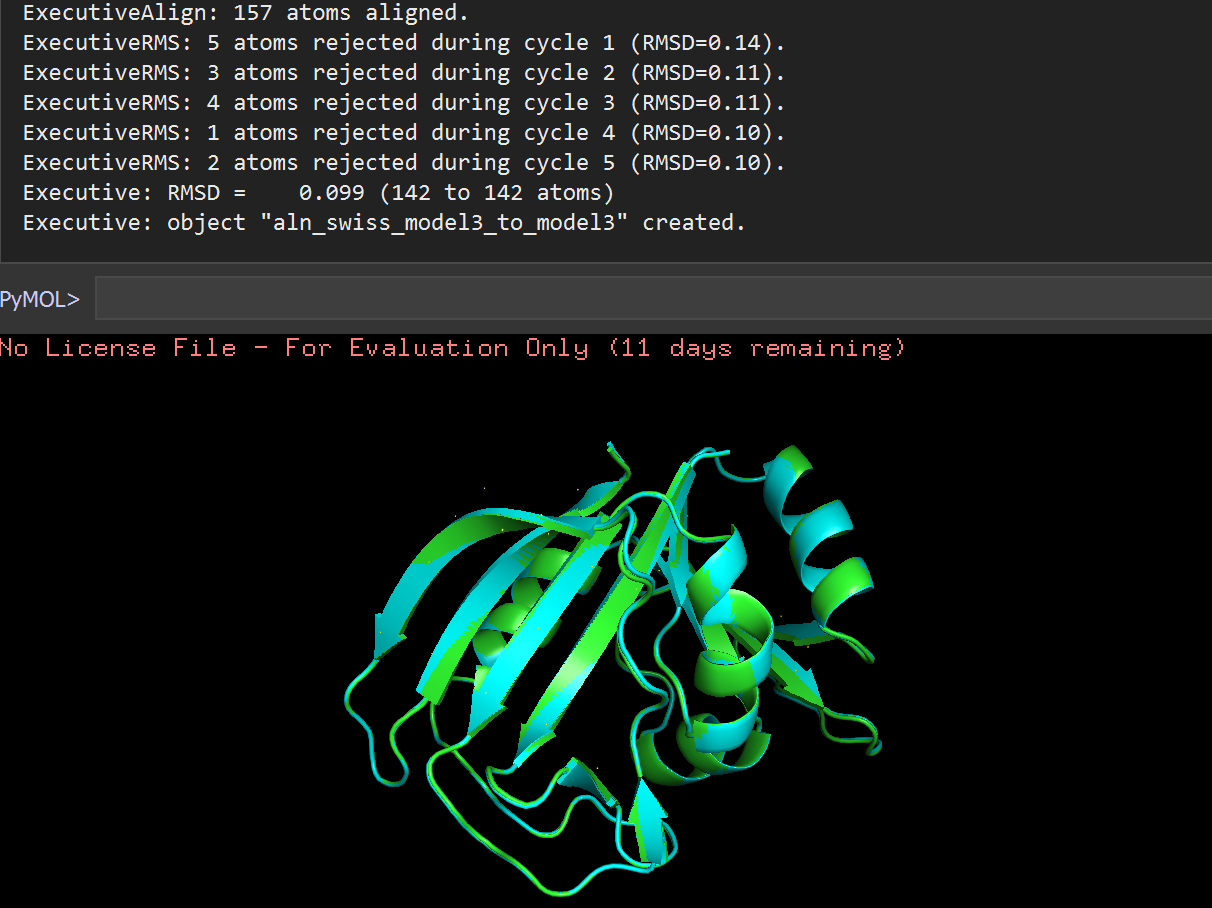 ExecutiveAlign: 157 atoms aligned.
ExecutiveRMS: 5 atoms rejected during cycle 1 (RMSD=0.14).
ExecutiveRMS: 3 atoms rejected during cycle 2 (RMSD=0.11).
ExecutiveRMS: 4 atoms rejected during cycle 3 (RMSD=0.11).
ExecutiveRMS: 1 atoms rejected during cycle 4 (RMSD=0.10).
ExecutiveRMS: 2 atoms rejected during cycle 5 (RMSD=0.10).
Executive: RMSD =    0.099 (142 to 142 atoms)
Executive: object "aln_swiss_model3_to_model3" created.
PyMOL>
No License File - For Evaluation Only (11 days remaining)